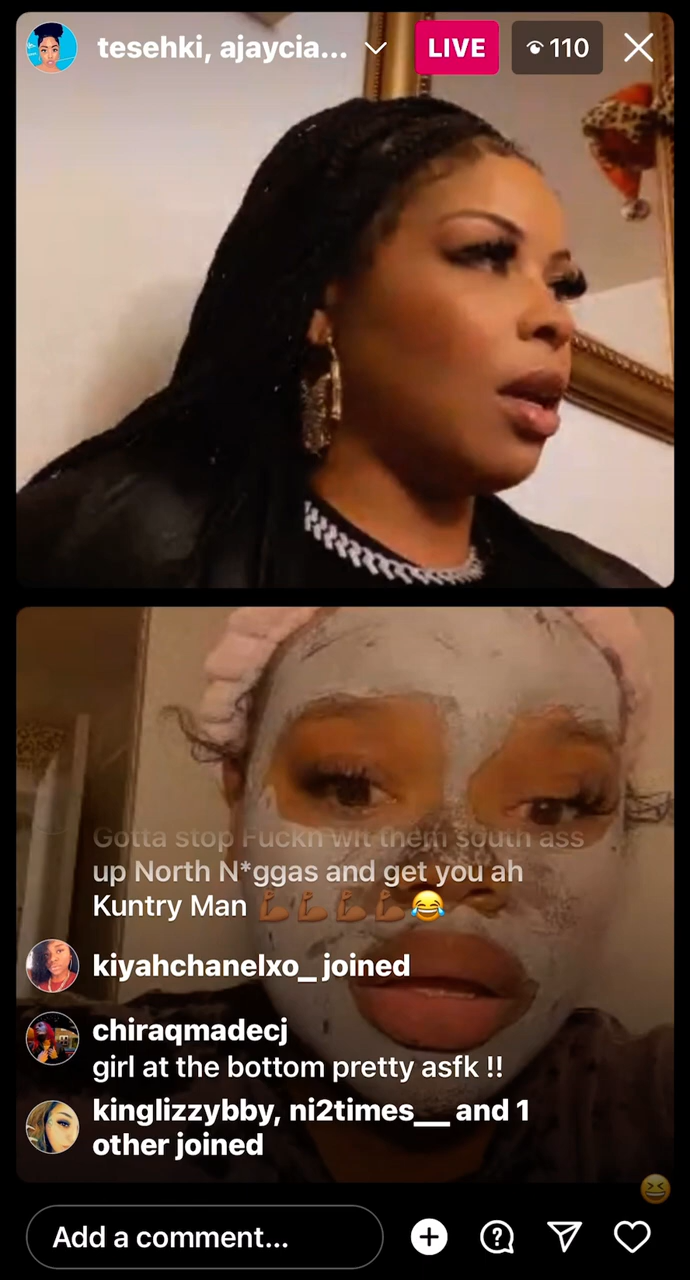 tesehki, ajaycia...
LIVE
110
Gotta stop Fuckn wit them south ass
up North N*ggas and get you ah
Kuntry Man 💪🏾💪🏾💪🏾💪🏾😂
kiyahchanelxo_ joined
chiraqmadecj
girl at the bottom pretty asfk !!
kinglizzybby, ni2times__ and 1
other joined
Add a comment...